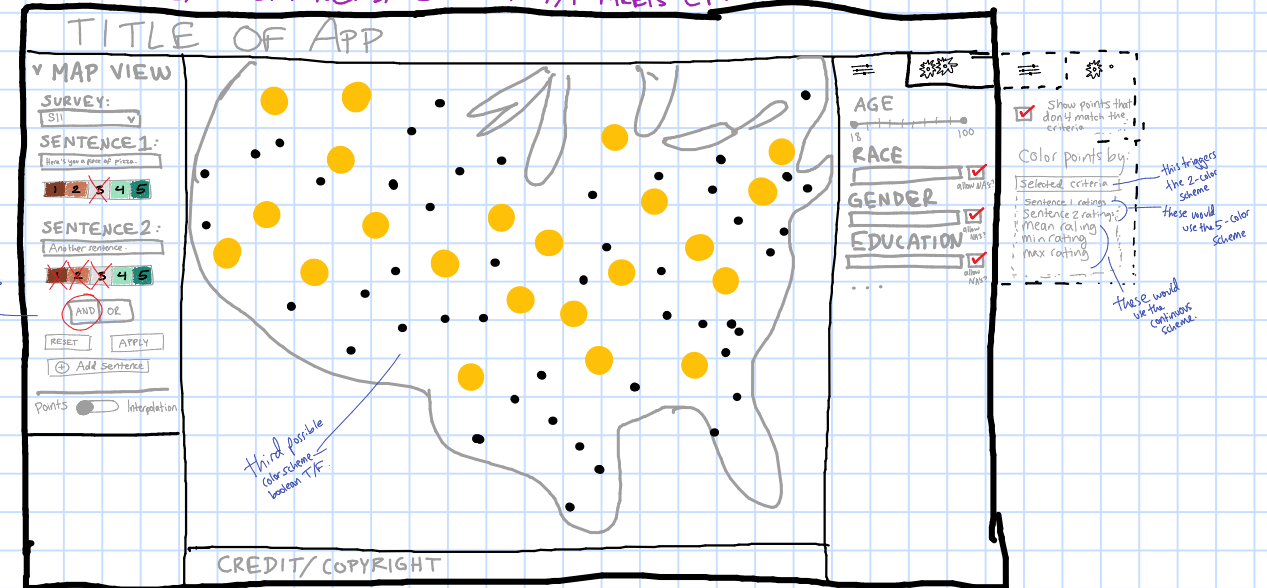 TITLE OF APP
v MAP VIEW
SURVEY:
S11
SENTENCE 1:
Here's you a piece of pizza.
1 2 3 4 5
SENTENCE 2:
Another sentence.
1 2 3 4 5
AND OR
RESET APPLY
+ Add sentence
Points Interpolation
third possible
color scheme—
boolean T/F.
CREDIT/COPYRIGHT
AGE
18 100
RACE
allow NAs?
GENDER
allow
NAs?
EDUCATION
allow
NAs?
...
Show points that
don't match the
criteria
Color points by:
Selected criteria
Sentence 1 rating
Sentence 2 rating
mean rating
min rating
max rating
this triggers
the 2-color
scheme
these would
use the 5-color
scheme
these would
use the
continuous
scheme.